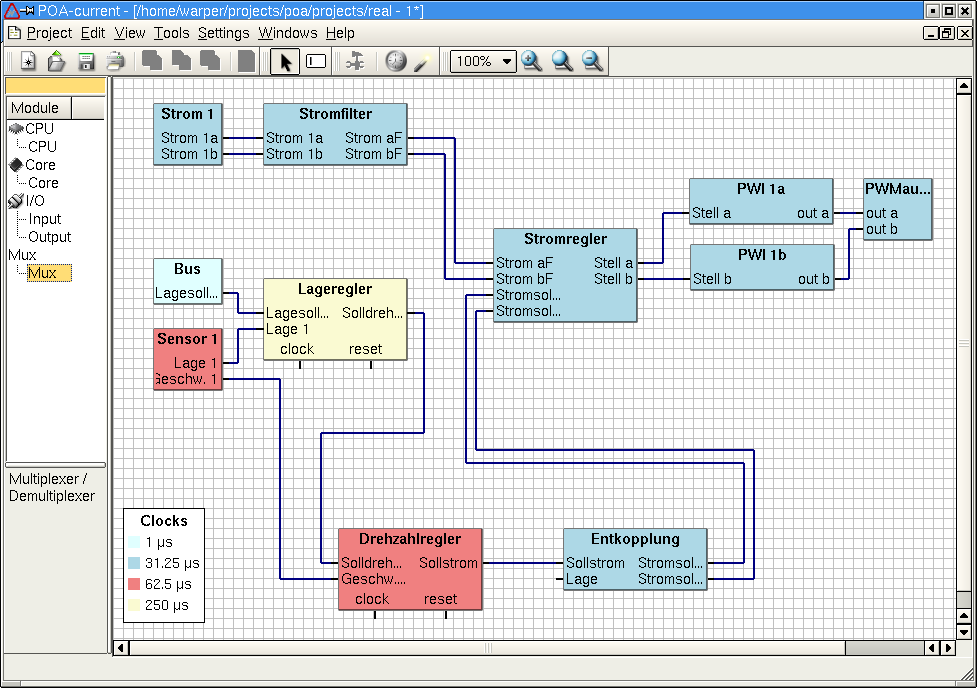 POA-current - [/home/warper/projects/poa/projects/real - 1*]
Project Edit View Tools Settings Windows Help
100%
Module
CPU
CPU
Core
Core
I/O
Input
Output
Mux
Mux
Multiplexer /
Demultiplexer
Strom 1
Strom 1a
Strom 1b
Stromfilter
Strom 1a Strom aF
Strom 1b Strom bF
PWI 1a
Stell a out a
PWMau...
out a
out b
Stromregler
Strom aF Stell a
Strom bF Stell b
Stromsol...
Stromsol...
PWI 1b
Stell b out b
Bus
Lagesoll...
Lageregler
Lagesoll... Solldreh...
Lage 1
clock reset
Sensor 1
Lage 1
Geschw. 1
Clocks
1 µs
31.25 µs
62.5 µs
250 µs
Drehzahlregler
Solldreh... Sollstrom
Geschw....
clock reset
Entkopplung
Sollstrom Stromsol...
Lage Stromsol...